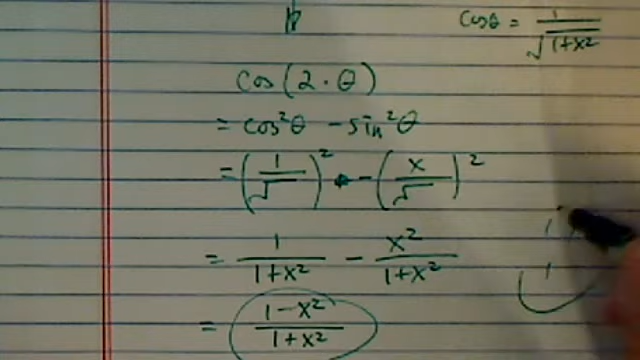 cosθ = 1/√(1+x²)
cos(2·θ)
= cos²θ - sin²θ
= (1/√)² - (x/√)²
= 1/(1+x²) - x²/(1+x²)
= (1-x²)/(1+x²)